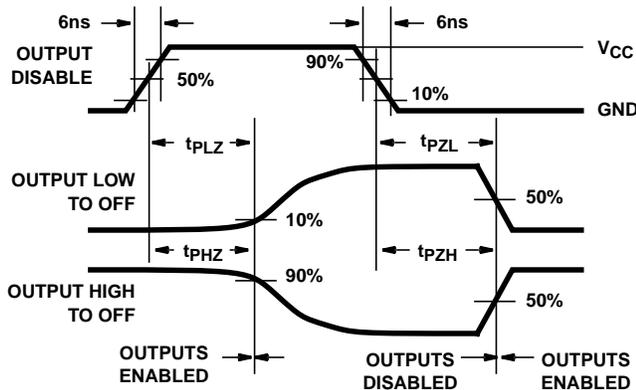 6ns
6ns
OUTPUT
DISABLE
50%
90%
10%
VCC
GND
tPLZ
tPZL
OUTPUT LOW
TO OFF
10%
50%
tPHZ
tPZH
OUTPUT HIGH
TO OFF
90%
50%
OUTPUTS
ENABLED
OUTPUTS
DISABLED
OUTPUTS
ENABLED